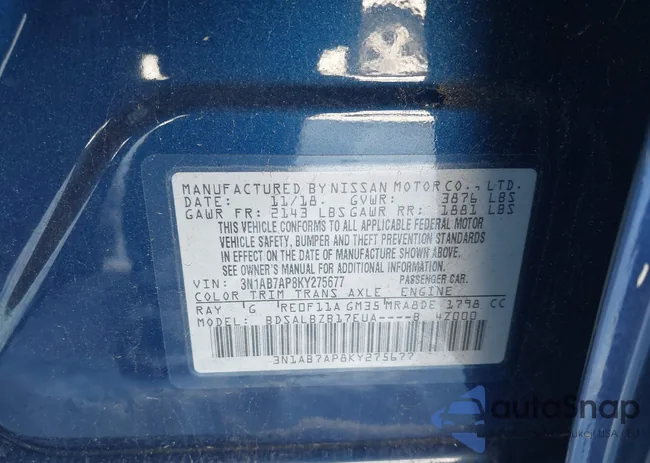 MANUFACTURED BY NISSAN MOTOR CO., LTD.
DATE: 11/18. GVWR: 3876 LBS
GAWR FR: 2143 LBS GAWR RR: 1881 LBS
THIS VEHICLE CONFORMS TO ALL APPLICABLE FEDERAL MOTOR
VEHICLE SAFETY, BUMPER AND THEFT PREVENTION STANDARDS
IN EFFECT ON THE DATE OF MANUFACTURE SHOWN ABOVE.
SEE OWNER'S MANUAL FOR ADDITIONAL INFORMATION.
VIN: 3N1AB7AP8KY275677 PASSENGER CAR.
COLOR TRIM TRANS AXLE ENGINE
RAY G RE0F11A GM35 MRA8DE 1798 CC
MODEL: BDSALBZB17EUA----B 4Z000
3N1AB7AP8KY275677
autoSnap